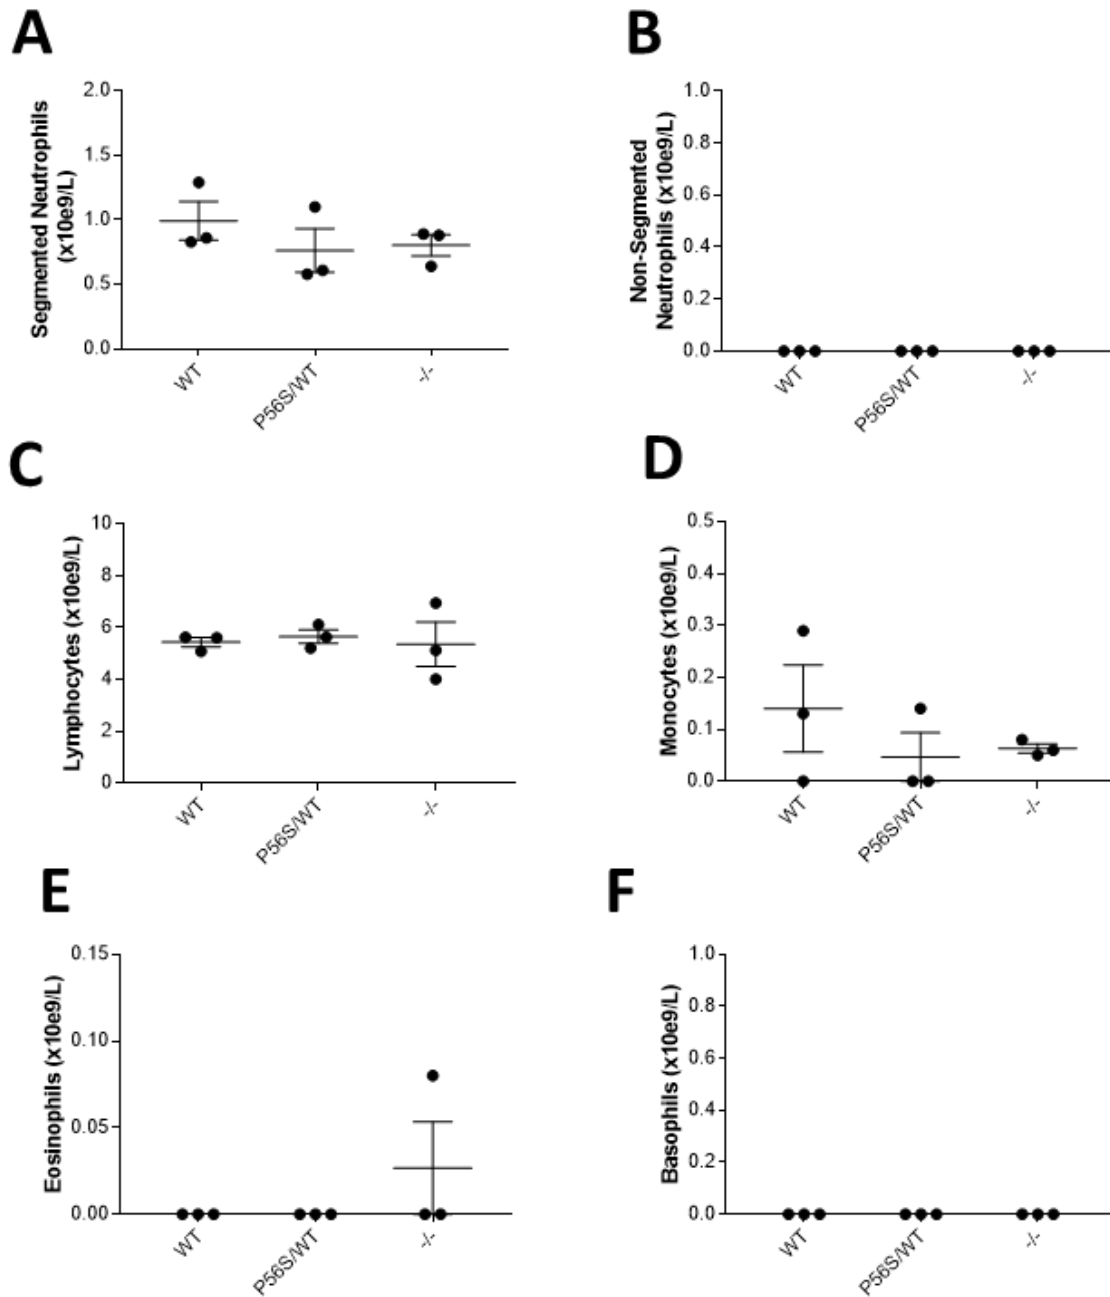 A
Segmented Neutrophils
(x10e9/L)
2.0
1.5
1.0
0.5
0.0
WT
P56S/WT
-/-
B
Non-Segmented
Neutrophils (x10e9/L)
1.0
0.8
0.6
0.4
0.2
0.0
WT
P56S/WT
-/-
C
Lymphocytes (x10e9/L)
10
8
6
4
2
0
WT
P56S/WT
-/-
D
Monocytes (x10e9/L)
0.5
0.4
0.3
0.2
0.1
0.0
WT
P56S/WT
-/-
E
Eosinophils (x10e9/L)
0.15
0.10
0.05
0.00
WT
P56S/WT
-/-
F
Basophils (x10e9/L)
1.0
0.8
0.6
0.4
0.2
0.0
WT
P56S/WT
-/-